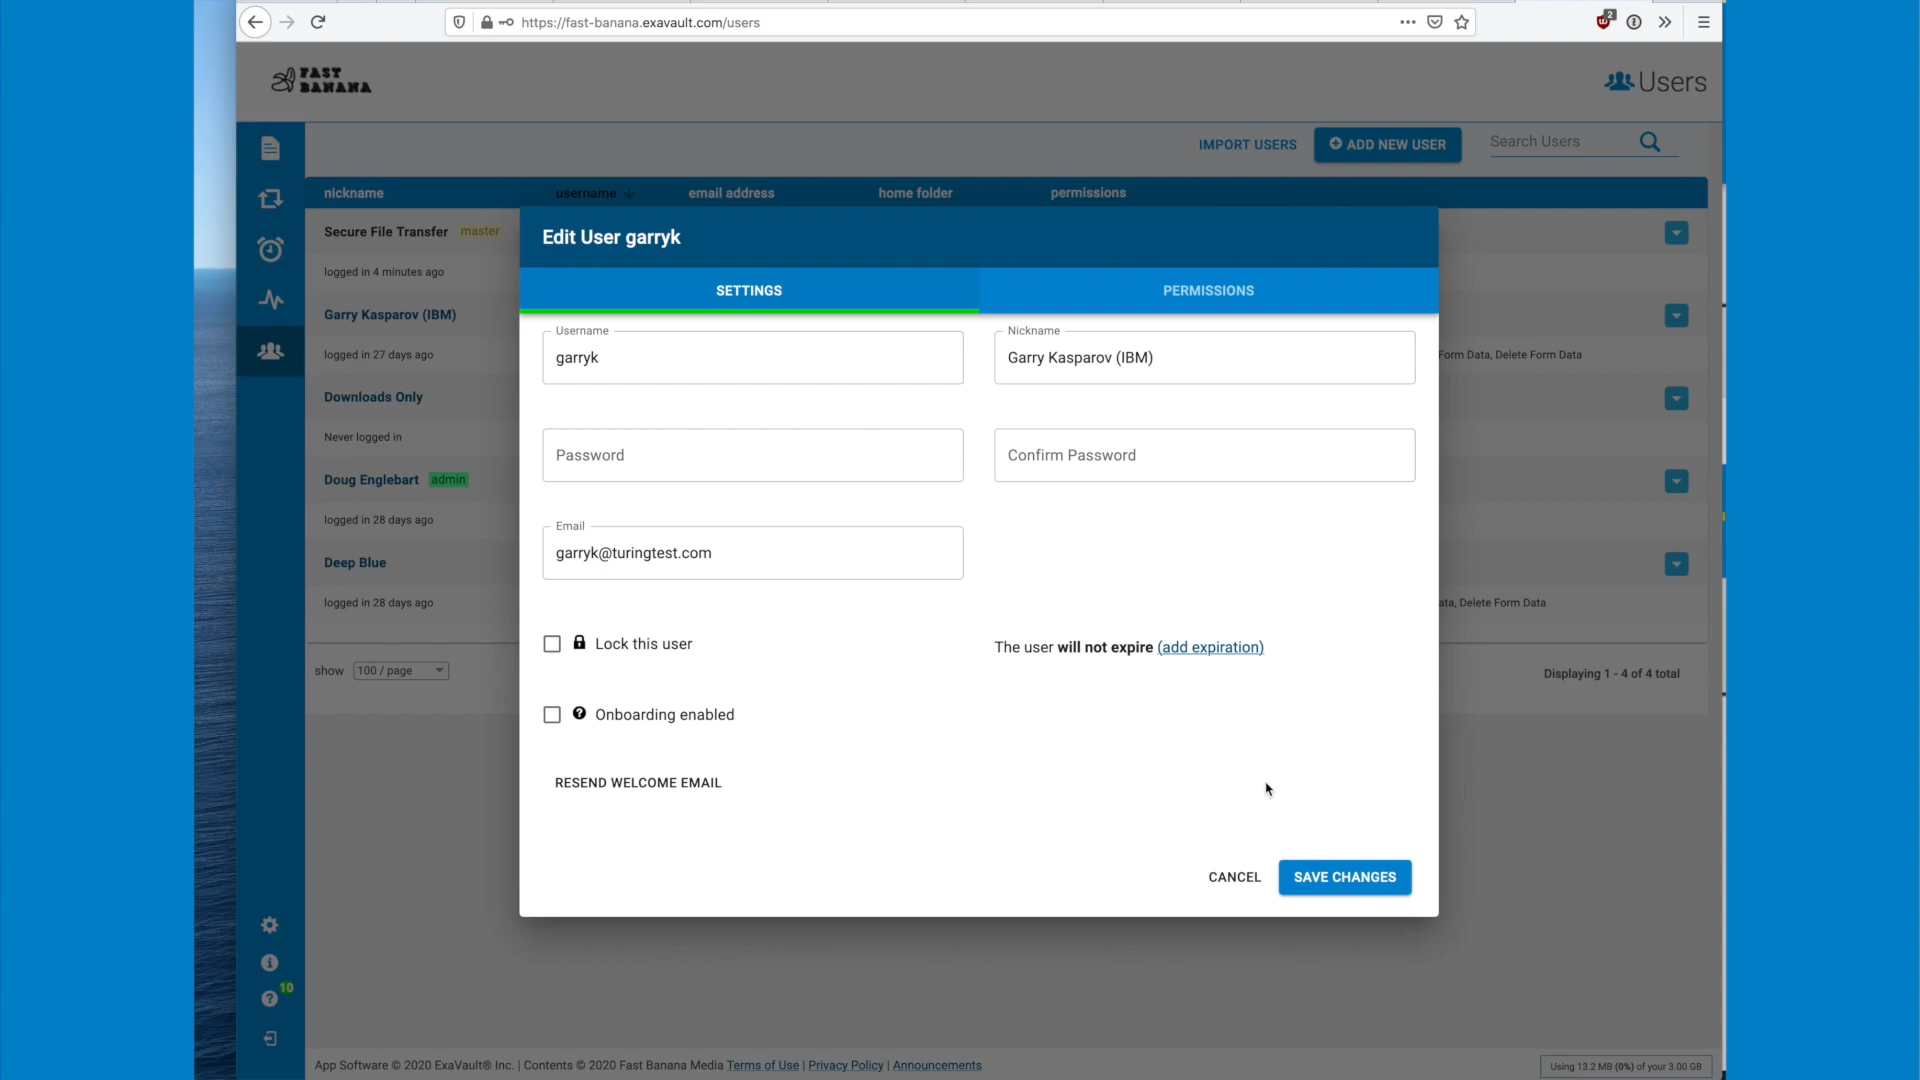 https://fast-banana.exavault.com/users
2
FAST
BANANA
Users
IMPORT USERS
ADD NEW USER
Search Users
nickname
username
email address
home folder
permissions
Secure File Transfer master
logged in 4 minutes ago
Garry Kasparov (IBM)
logged in 27 days ago
Form Data, Delete Form Data
Downloads Only
Never logged in
Doug Englebart admin
logged in 28 days ago
Deep Blue
logged in 28 days ago
ata, Delete Form Data
show 100 / page
Displaying 1 - 4 of 4 total
Edit User garryk
SETTINGS
PERMISSIONS
Username
garryk
Nickname
Garry Kasparov (IBM)
Password
Confirm Password
Email
garryk@turingtest.com
Lock this user
The user will not expire (add expiration)
Onboarding enabled
RESEND WELCOME EMAIL
CANCEL
SAVE CHANGES
10
App Software © 2020 ExaVault® Inc. | Contents © 2020 Fast Banana Media Terms of Use | Privacy Policy | Announcements
Using 13.2 MB (0%) of your 3.00 GB